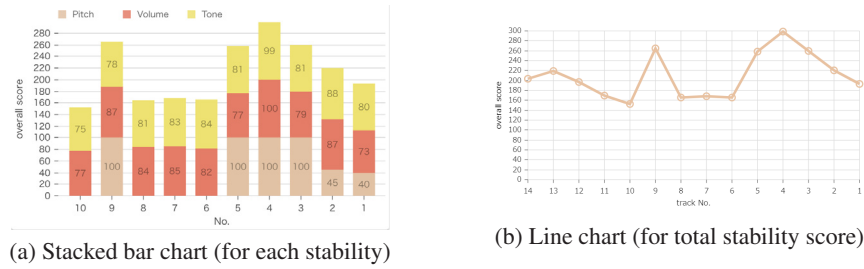 Pitch Volume Tone
overall score
280
260
240
220
200
180
160
140
120
100
80
60
40
20
0
75 77
78 87 100
81 84
83 85
84 82
81 77 100
99 100 100
81 79 100
88 87 45
80 73 40
10 9 8 7 6 5 4 3 2 1
No.
(a) Stacked bar chart (for each stability)
overall score
300
280
260
240
220
200
180
160
140
120
100
80
60
40
20
0
14 13 12 11 10 9 8 7 6 5 4 3 2 1
track No.
(b) Line chart (for total stability score)